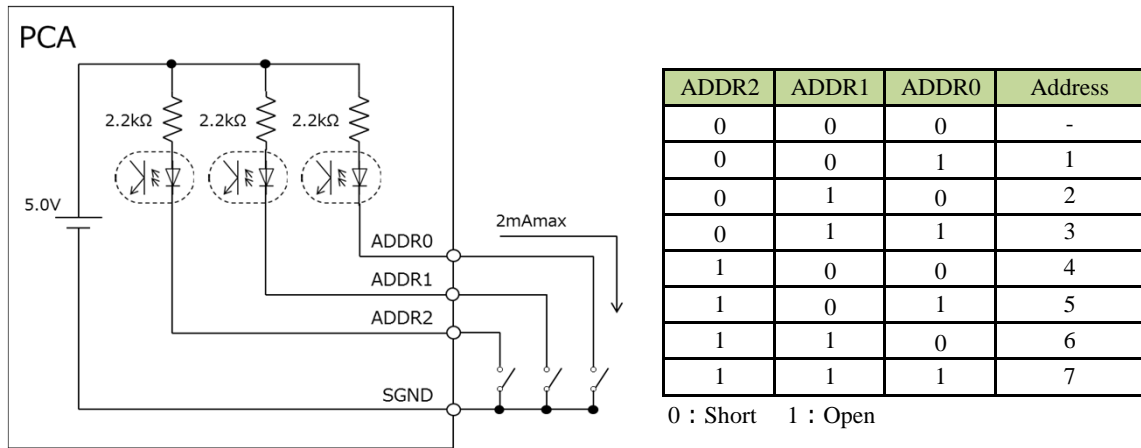 PCA
2.2kΩ 2.2kΩ 2.2kΩ
5.0V
2mAmax
ADDR0
ADDR1
ADDR2
SGND
ADDR2 ADDR1 ADDR0 Address
0 0 0 -
0 0 1 1
0 1 0 2
0 1 1 3
1 0 0 4
1 0 1 5
1 1 0 6
1 1 1 7
0：Short 1：Open